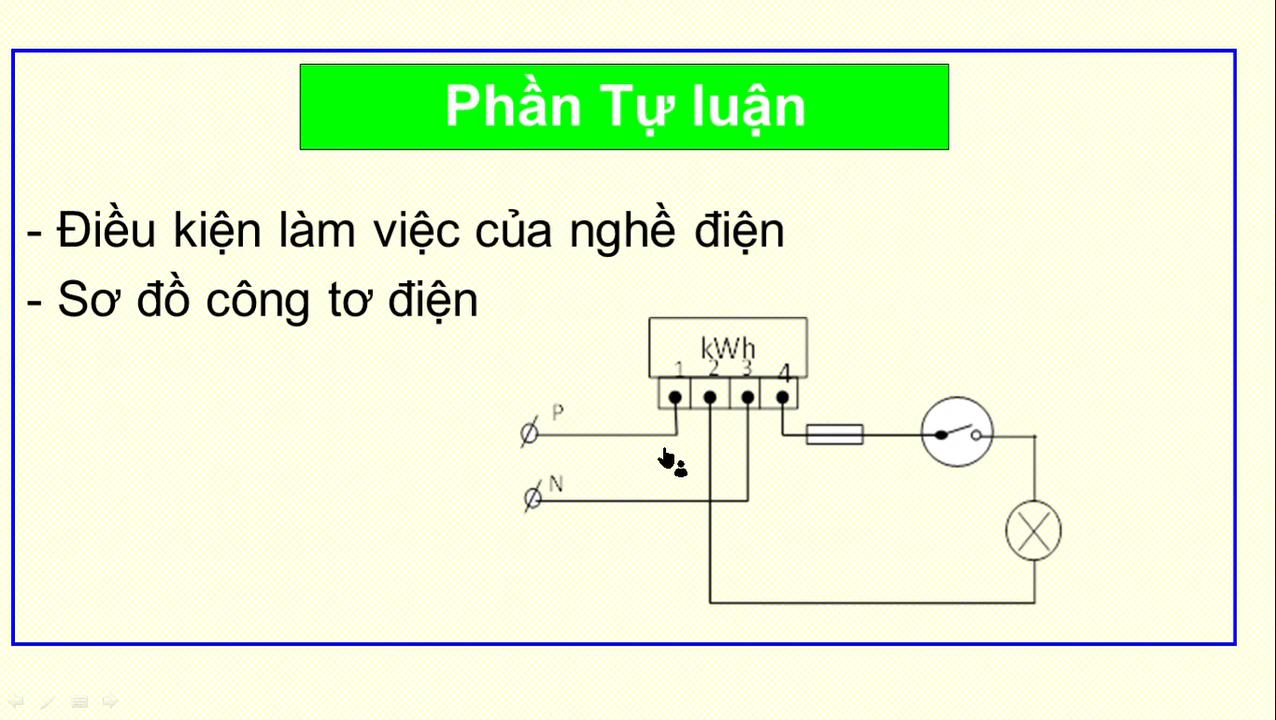 Phần Tự luận
- Điều kiện làm việc của nghề điện
- Sơ đồ công tơ điện
kWh
1 2 3 4
P
N